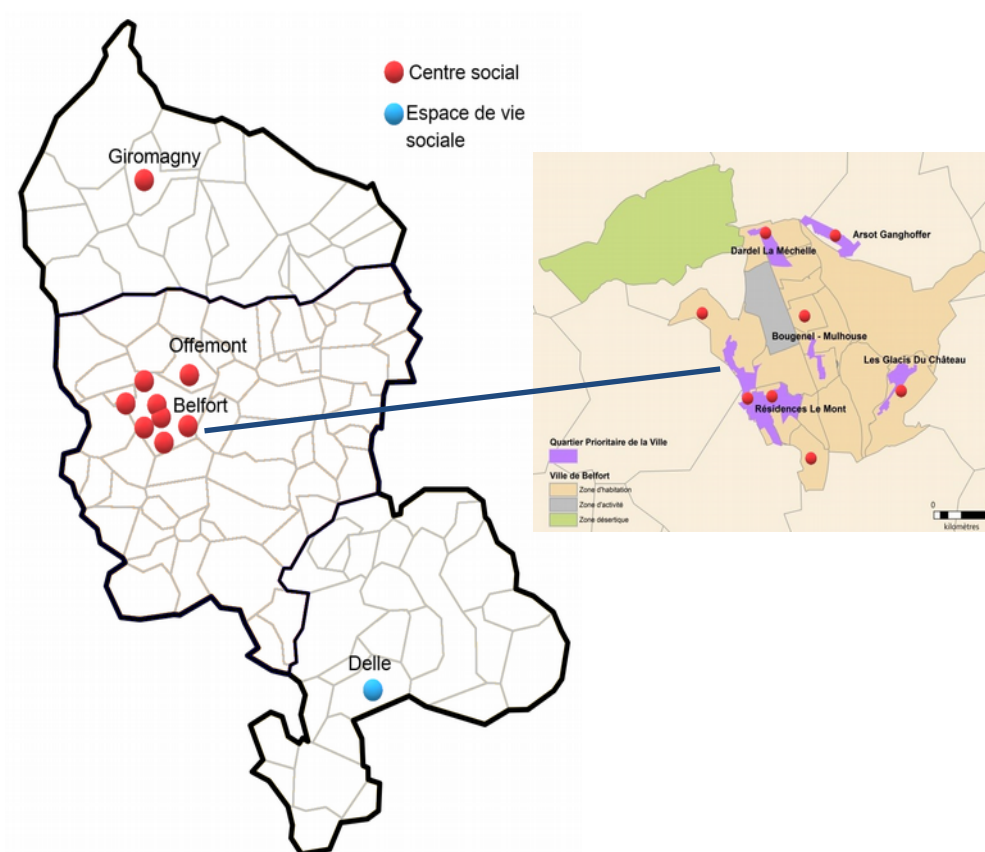 Centre social
Espace de vie
sociale
Giromagny
Offemont
Belfort
Delle
Arsot Ganghoffer
Dardel La Méchelle
Bougenel - Mulhouse
Les Glacis Du Château
Résidences Le Mont
Quartier Prioritaire de la Ville
Ville de Belfort
Zone d'habitation
Zone d'activité
Zone désertique
0
kilomètres